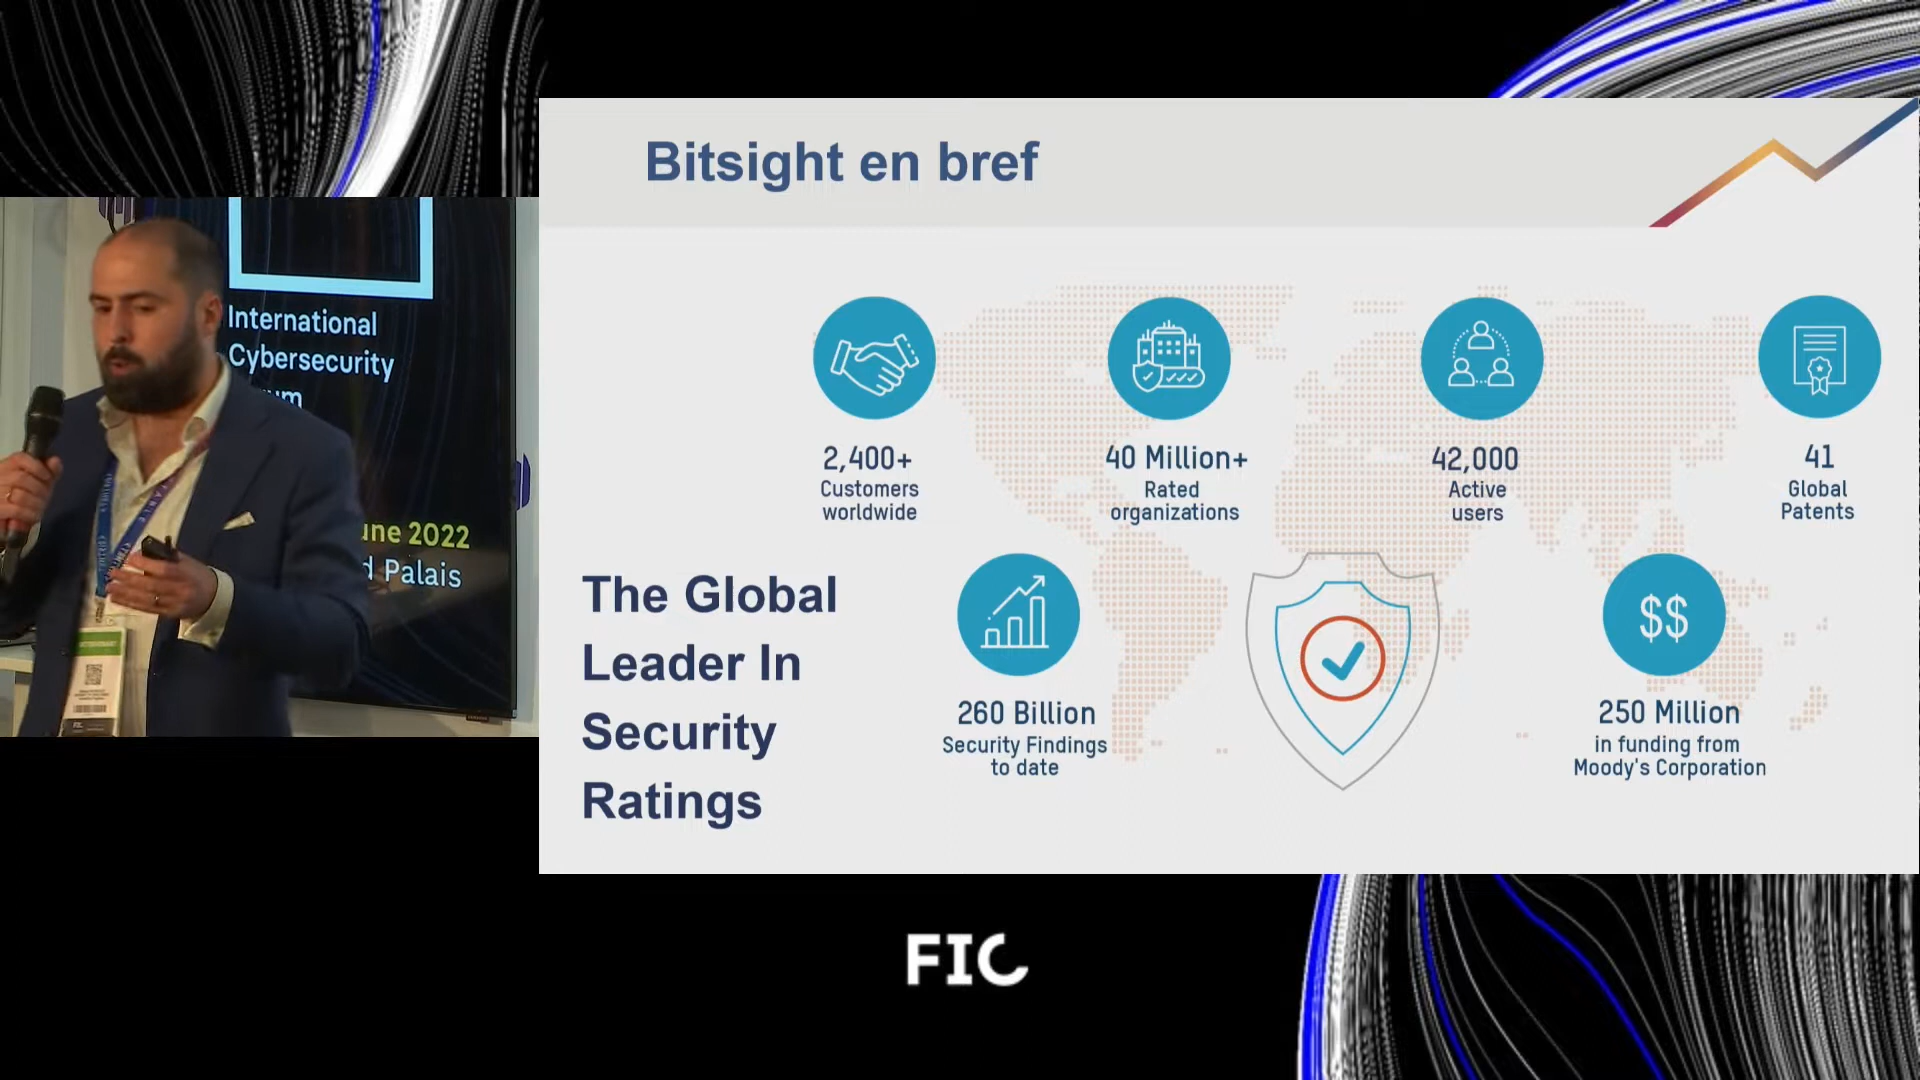 Bitsight en bref
International
Cybersecurity
um
une 2022
d Palais
2,400+
Customers
worldwide
40 Million+
Rated
organizations
42,000
Active
users
41
Global
Patents
The Global
Leader In
Security
Ratings
260 Billion
Security Findings
to date
$$
250 Million
in funding from
Moody's Corporation
FIC